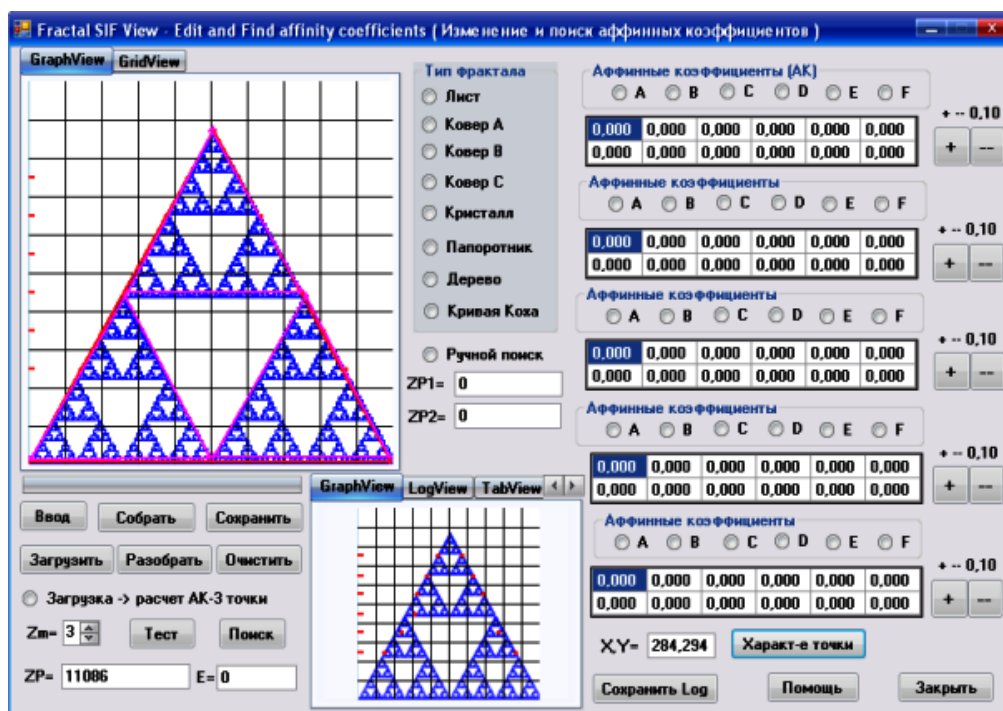 Fractal SIF View - Edit and Find affinity coefficients ( Изменение и поиск аффинных коэффициентов )
GraphView GridView
Тип фрактала
Лист
Ковер A
Ковер B
Ковер C
Кристалл
Папоротник
Дерево
Кривая Коха
Ручной поиск
ZP1= 0
ZP2= 0
Аффинные коэффициенты (АК)
A B C D E F
0,000 0,000 0,000 0,000 0,000 0,000
0,000 0,000 0,000 0,000 0,000 0,000
+ -- 0,10
+ --
Аффинные коэффициенты
A B C D E F
0,000 0,000 0,000 0,000 0,000 0,000
0,000 0,000 0,000 0,000 0,000 0,000
+ -- 0,10
+ --
Аффинные коэффициенты
A B C D E F
0,000 0,000 0,000 0,000 0,000 0,000
0,000 0,000 0,000 0,000 0,000 0,000
+ -- 0,10
+ --
Аффинные коэффициенты
A B C D E F
0,000 0,000 0,000 0,000 0,000 0,000
0,000 0,000 0,000 0,000 0,000 0,000
+ -- 0,10
+ --
Аффинные коэффициенты
A B C D E F
0,000 0,000 0,000 0,000 0,000 0,000
0,000 0,000 0,000 0,000 0,000 0,000
+ -- 0,10
+ --
Ввод Собрать Сохранить
Загрузить Разобрать Очистить
Загрузка -> расчет АК-3 точки
Zm= 3 Тест Поиск
ZP= 11086 E= 0
GraphView LogView TabView
X,Y= 284,294 Характ-е точки
Сохранить Log Помощь Закрыть